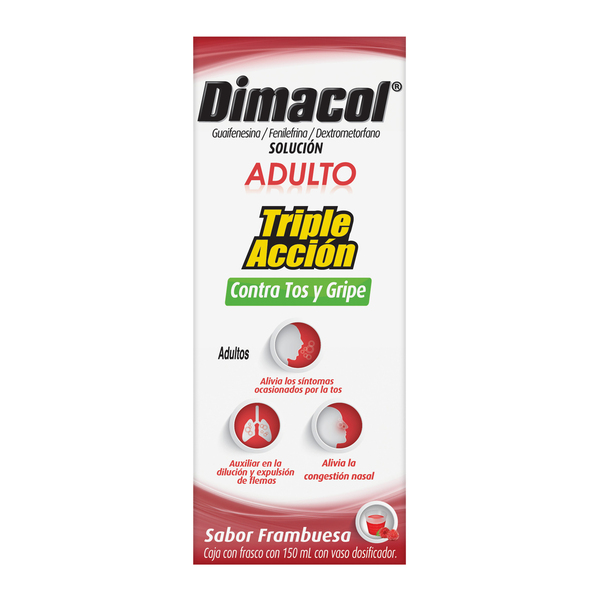 Dimacol®
Guaifenesina / Fenilefrina / Dextrometorfano
SOLUCIÓN
ADULTO
Triple
Acción
Contra Tos y Gripe
Adultos
Alivia los síntomas
ocasionados por la tos
Auxiliar en la
dilución y expulsión
de flemas
Alivia la
congestión nasal
Sabor Frambuesa
Caja con frasco con 150 mL con vaso dosificador.